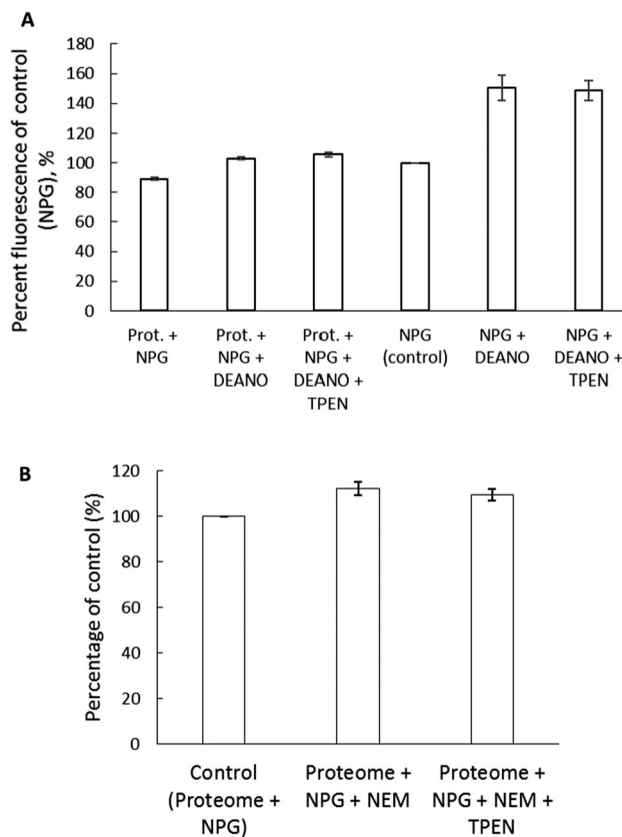 A
Percent fluorescence of control
(NPG), %
180
160
140
120
100
80
60
40
20
0
Prot. +
NPG
Prot. +
NPG +
DEANO
Prot. +
NPG +
DEANO +
TPEN
NPG
(control)
NPG +
DEANO
NPG +
DEANO +
TPEN
B
Percentage of control (%)
120
100
80
60
40
20
0
Control
(Proteome +
NPG)
Proteome +
NPG + NEM
Proteome +
NPG + NEM +
TPEN